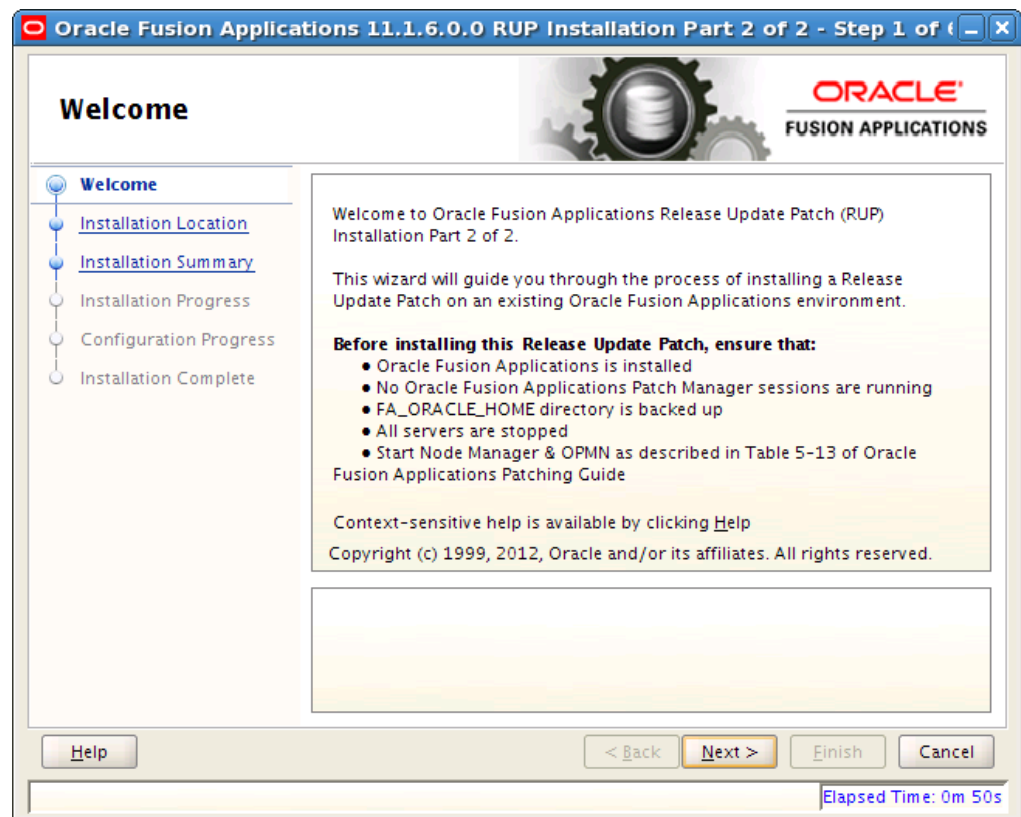 Oracle Fusion Applications 11.1.6.0.0 RUP Installation Part 2 of 2 - Step 1 of
Welcome
ORACLE
FUSION APPLICATIONS
Welcome
Installation Location
Installation Summary
Installation Progress
Configuration Progress
Installation Complete
Welcome to Oracle Fusion Applications Release Update Patch (RUP)
Installation Part 2 of 2.
This wizard will guide you through the process of installing a Release
Update Patch on an existing Oracle Fusion Applications environment.
Before installing this Release Update Patch, ensure that:
● Oracle Fusion Applications is installed
● No Oracle Fusion Applications Patch Manager sessions are running
● FA_ORACLE_HOME directory is backed up
● All servers are stopped
● Start Node Manager & OPMN as described in Table 5-13 of Oracle
Fusion Applications Patching Guide
Context-sensitive help is available by clicking Help
Copyright (c) 1999, 2012, Oracle and/or its affiliates. All rights reserved.
Help
< Back
Next >
Finish
Cancel
Elapsed Time: 0m 50s